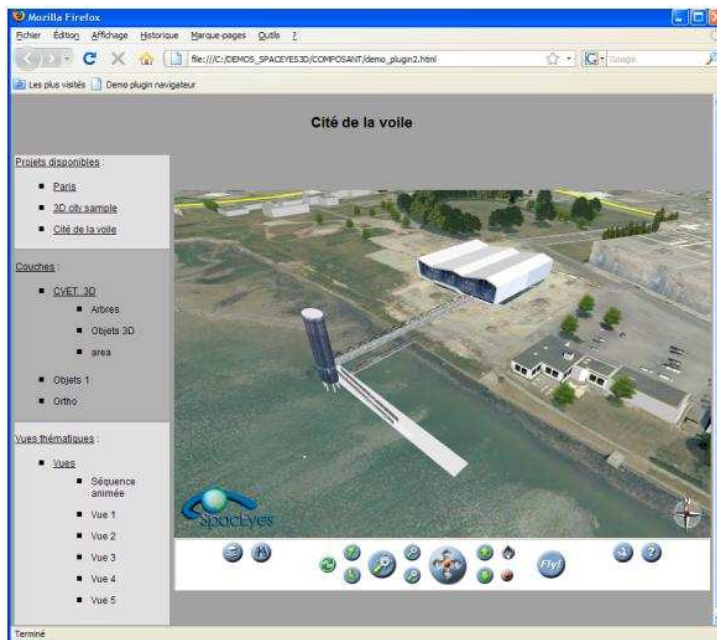 Mozilla Firefox
Fichier Édition Affichage Historique Marque-pages Outils ?
file:///C:/DEMOS_SPACEYES3D/COMPOSANT/demo_plugin2.html
Google
Les plus visités Demo plugin navigateur
Cité de la voile
Projets disponibles :
Paris
3D city sample
Cité de la voile
Couches :
CVET_3D
Arbres
Objets 3D
area
Objets 1
Ortho
Vues thématiques :
Vues
Séquence
animée
Vue 1
Vue 2
Vue 3
Vue 4
Vue 5
SpacEyes
Fly!
?
Terminé